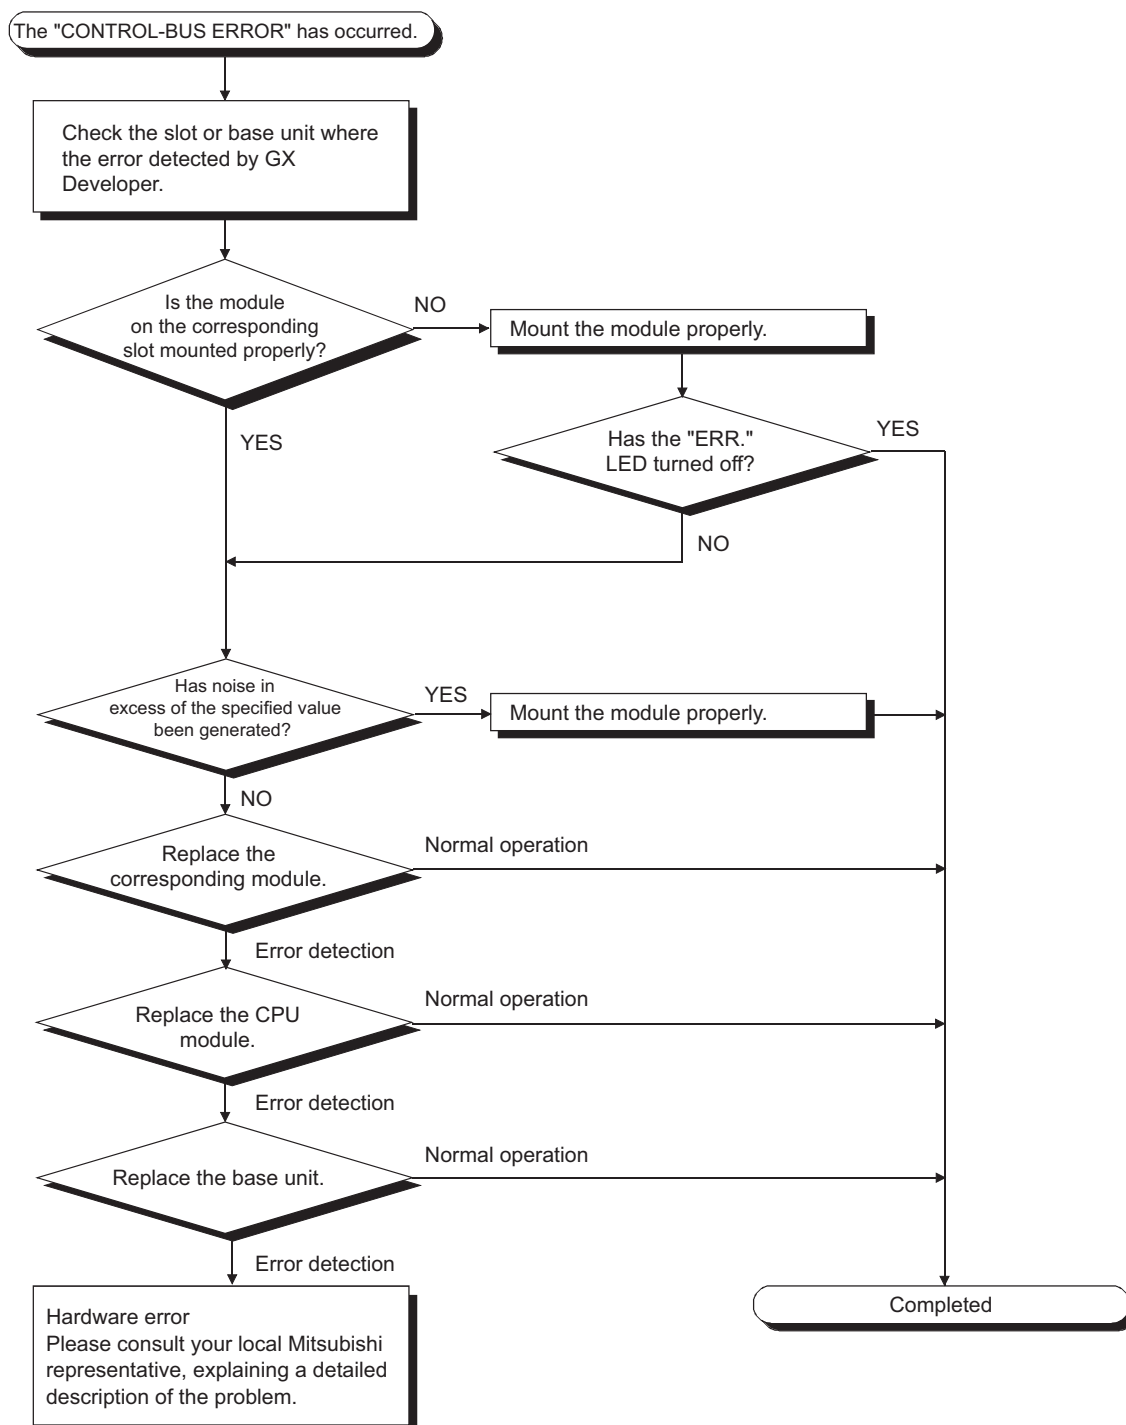 The "CONTROL-BUS ERROR" has occurred.
Check the slot or base unit where
the error detected by GX
Developer.
Is the module
on the corresponding
slot mounted properly?
NO
Mount the module properly.
YES
Has the "ERR."
LED turned off?
YES
NO
Has noise in
excess of the specified value
been generated?
YES
Mount the module properly.
NO
Replace the
corresponding module.
Normal operation
Error detection
Replace the CPU
module.
Normal operation
Error detection
Replace the base unit.
Normal operation
Error detection
Hardware error
Please consult your local Mitsubishi
representative, explaining a detailed
description of the problem.
Completed